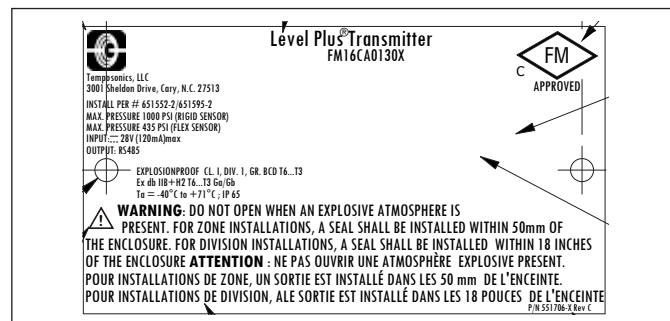 Level Plus® Transmitter
FM16CA0130X
FM
C
APPROVED
Temposonics, LLC
3001 Sheldon Drive, Cary, N.C. 27513
INSTALL PER # 651552-2/651595-2
MAX. PRESSURE 1000 PSI (RIGID SENSOR)
MAX. PRESSURE 435 PSI (FLEX SENSOR)
INPUT: ⎓ 28V (120mA)max
OUTPUT: RS485
EXPLOSIONPROOF CL. I, DIV. 1, GR. BCD T6...T3
Ex db IIB+H2 T6...T3 Ga/Gb
Ta = -40°C to +71°C ; IP 65
WARNING: DO NOT OPEN WHEN AN EXPLOSIVE ATMOSPHERE IS
PRESENT. FOR ZONE INSTALLATIONS, A SEAL SHALL BE INSTALLED WITHIN 50mm OF
THE ENCLOSURE. FOR DIVISION INSTALLATIONS, A SEAL SHALL BE INSTALLED WITHIN 18 INCHES
OF THE ENCLOSURE ATTENTION : NE PAS OUVRIR UNE ATMOSPHÈRE EXPLOSIVE PRESENT.
POUR INSTALLATIONS DE ZONE, UN SORTIE EST INSTALLÉ DANS LES 50 mm DE L'ENCEINTE.
POUR INSTALLATIONS DE DIVISION, ALE SORTIE EST INSTALLÉ DANS LES 18 POUCES DE L'ENCEINTE
P/N 551706-X Rev C